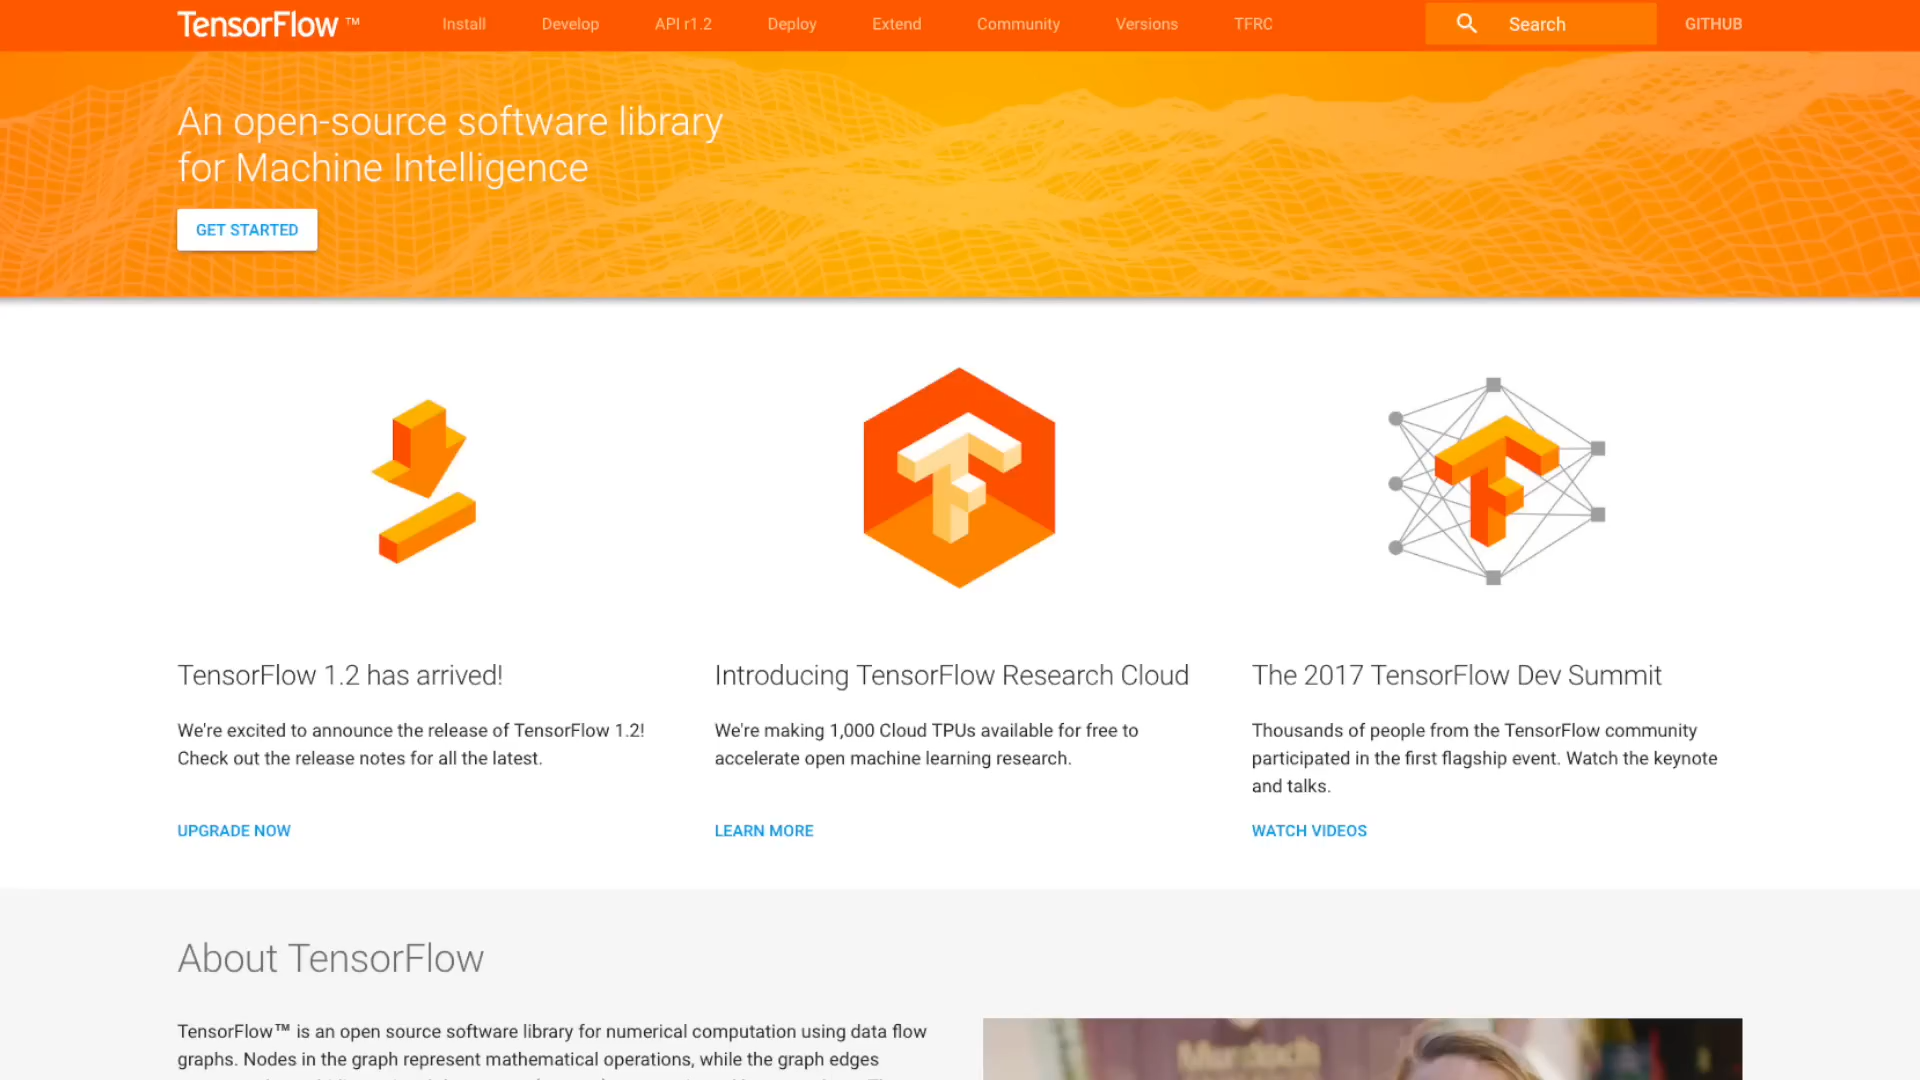 TensorFlow ™
Install
Develop
API r1.2
Deploy
Extend
Community
Versions
TFRC
Search
GITHUB
An open-source software library
for Machine Intelligence
GET STARTED
TensorFlow 1.2 has arrived!
We're excited to announce the release of TensorFlow 1.2!
Check out the release notes for all the latest.
UPGRADE NOW
Introducing TensorFlow Research Cloud
We're making 1,000 Cloud TPUs available for free to
accelerate open machine learning research.
LEARN MORE
The 2017 TensorFlow Dev Summit
Thousands of people from the TensorFlow community
participated in the first flagship event. Watch the keynote
and talks.
WATCH VIDEOS
About TensorFlow
TensorFlow™ is an open source software library for numerical computation using data flow
graphs. Nodes in the graph represent mathematical operations, while the graph edges